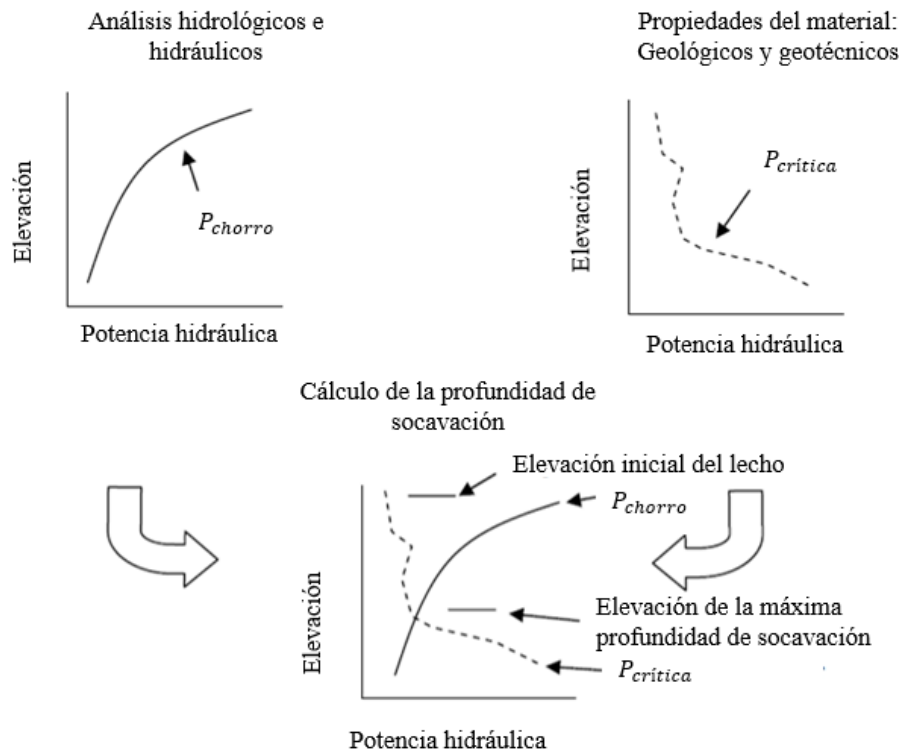 Análisis hidrológicos e
hidráulicos
Elevación
P_chorro
Potencia hidráulica
Propiedades del material:
Geológicos y geotécnicos
Elevación
P_crítica
Potencia hidráulica
Cálculo de la profundidad de
socavación
Elevación inicial del lecho
P_chorro
Elevación
Elevación de la máxima
profundidad de socavación
P_crítica
Potencia hidráulica